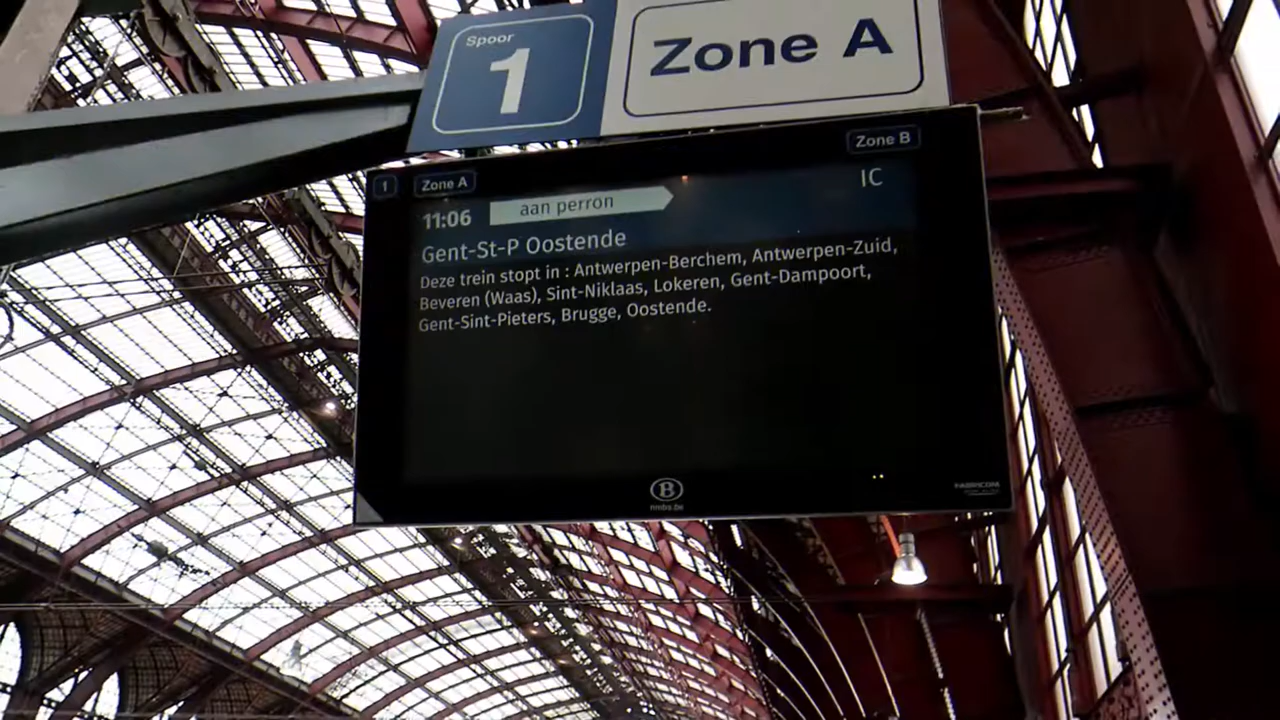 Spoor
1
Zone A
1 Zone A Zone B
11:06 aan perron IC
Gent-St-P Oostende
Deze trein stopt in : Antwerpen-Berchem, Antwerpen-Zuid,
Beveren (Waas), Sint-Niklaas, Lokeren, Gent-Dampoort,
Gent-Sint-Pieters, Brugge, Oostende.
B
nmbs.be
FABRICOM